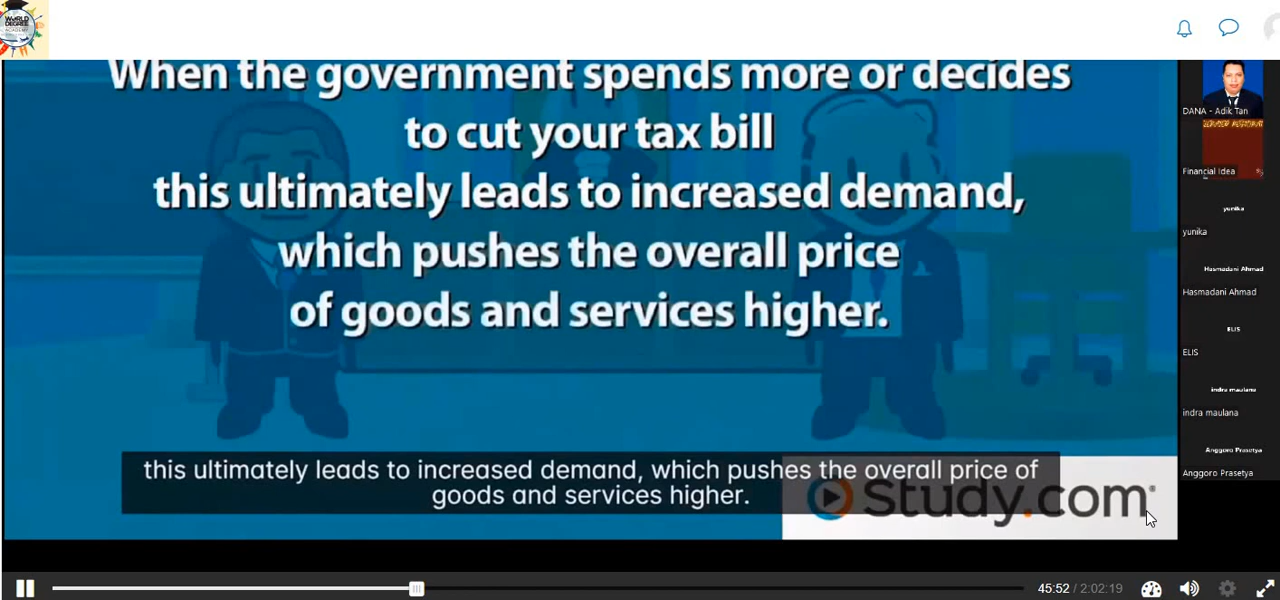 WORLD
DEGREE
ACADEMY
When the government spends more or decides
to cut your tax bill
this ultimately leads to increased demand,
which pushes the overall price
of goods and services higher.
this ultimately leads to increased demand, which pushes the overall price of
goods and services higher.
Study.com
DANA - Adik Tan
Financial Idea
yunika
yunika
Hasmadani Ahmad
Hasmadani Ahmad
ELIS
ELIS
indra maulana
indra maulana
Anggoro Prasetya
Anggoro Prasetya
45:52 / 2:02:19